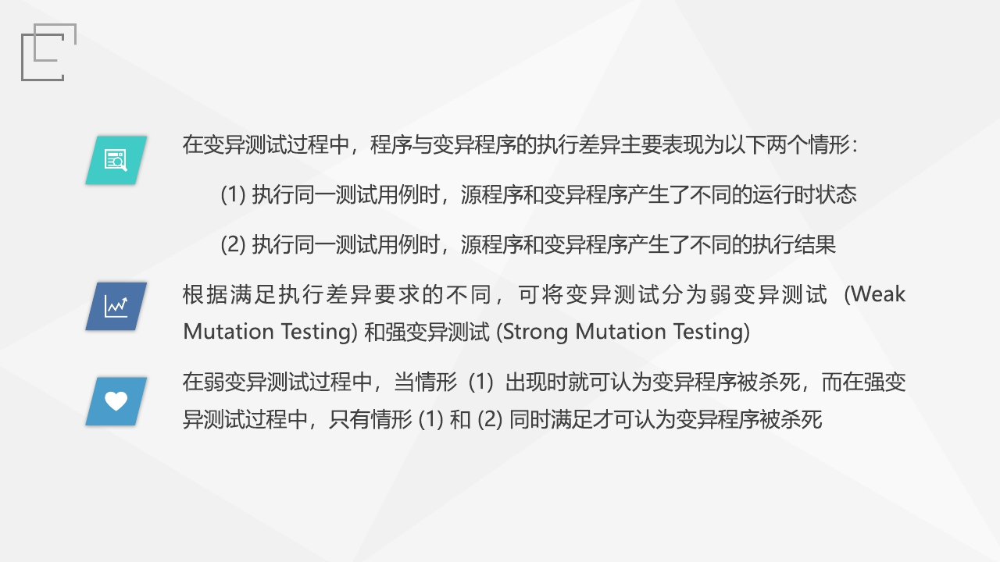 在变异测试过程中，程序与变异程序的执行差异主要表现为以下两个情形：
(1) 执行同一测试用例时，源程序和变异程序产生了不同的运行时状态
(2) 执行同一测试用例时，源程序和变异程序产生了不同的执行结果
根据满足执行差异要求的不同，可将变异测试分为弱变异测试 (Weak
Mutation Testing) 和强变异测试 (Strong Mutation Testing)
在弱变异测试过程中，当情形 (1) 出现时就可认为变异程序被杀死，而在强变
异测试过程中，只有情形 (1) 和 (2) 同时满足才可认为变异程序被杀死